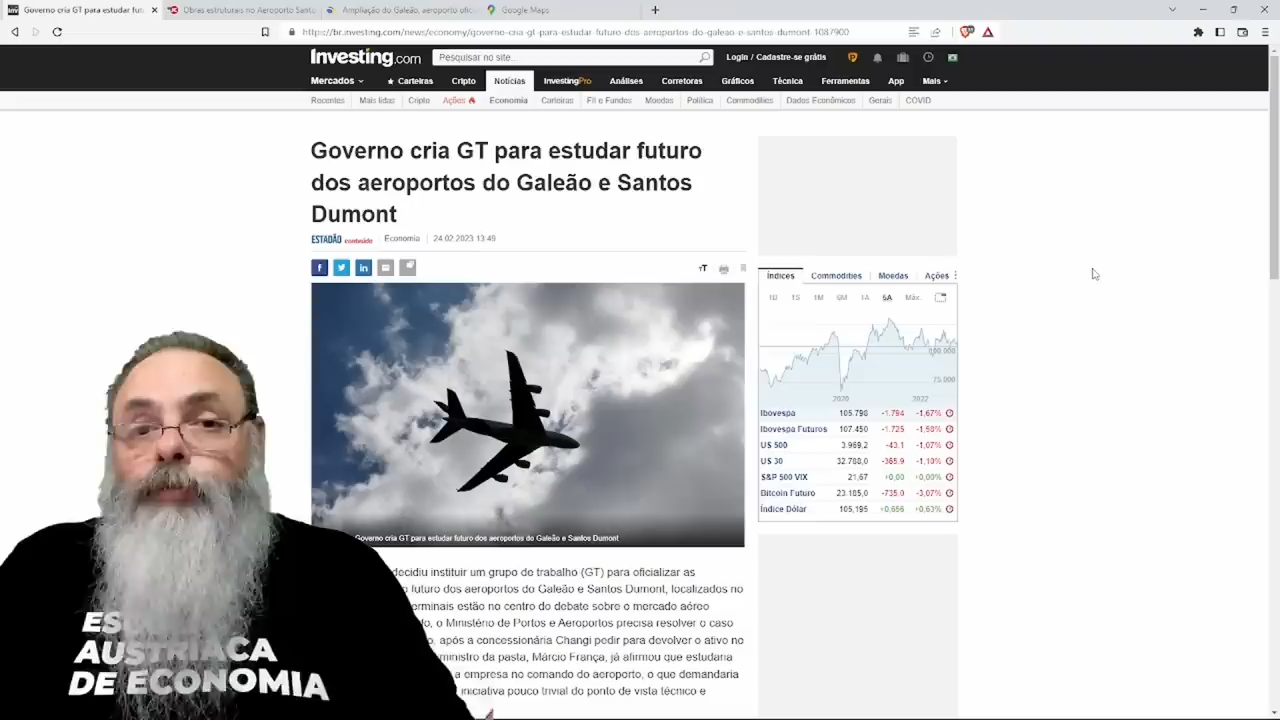 Governo cria GT para estudar futur
Obras estruturais no Aeroporto Santo
Ampliação do Galeão, aeroporto ofic
Google Maps
https://br.investing.com/news/economy/governo-cria-gt-para-estudar-futuro-dos-aeroportos-do-galeao-e-santos-dumont-1087900
Investing.com
Pesquisar no site...
Login / Cadastre-se grátis
Mercados
Carteiras
Cripto
Notícias
InvestingPro
Análises
Corretoras
Gráficos
Técnica
Ferramentas
App
Mais
Recentes
Mais lidas
Cripto
Ações
Economia
Carteiras
FII e Fundos
Moedas
Política
Commodities
Dados Econômicos
Gerais
COVID
Governo cria GT para estudar futuro
dos aeroportos do Galeão e Santos
Dumont
ESTADÃO conteúdo
Economia
24.02.2023 13:49
Governo cria GT para estudar futuro dos aeroportos do Galeão e Santos Dumont
decidiu instituir um grupo de trabalho (GT) para oficializar as
futuro dos aeroportos do Galeão e Santos Dumont, localizados no
erminais estão no centro do debate sobre o mercado aéreo
do, o Ministério de Portos e Aeroportos precisa resolver o caso
o, após a concessionária Changi pedir para devolver o ativo no
ministro da pasta, Márcio França, já afirmou que estudaria
a empresa no comando do aeroporto, o que demandaria
iniciativa pouco trivial do ponto de vista técnico e
Índices
Commodities
Moedas
Ações
1D
1S
1M
6M
1A
5A
Máx.
100.000
75.000
2020
2022
Ibovespa 105.798 -1.794 -1,67%
Ibovespa Futuros 107.450 -1.725 -1,58%
US 500 3.969,2 -43,1 -1,07%
US 30 32.788,0 -365,9 -1,10%
S&P 500 VIX 21,67 +0,00 +0,00%
Bitcoin Futuro 23.185,0 -735,0 -3,07%
Índice Dólar 105,195 +0,656 +0,63%
ES
AUSTRIACA
DE ECONOMIA